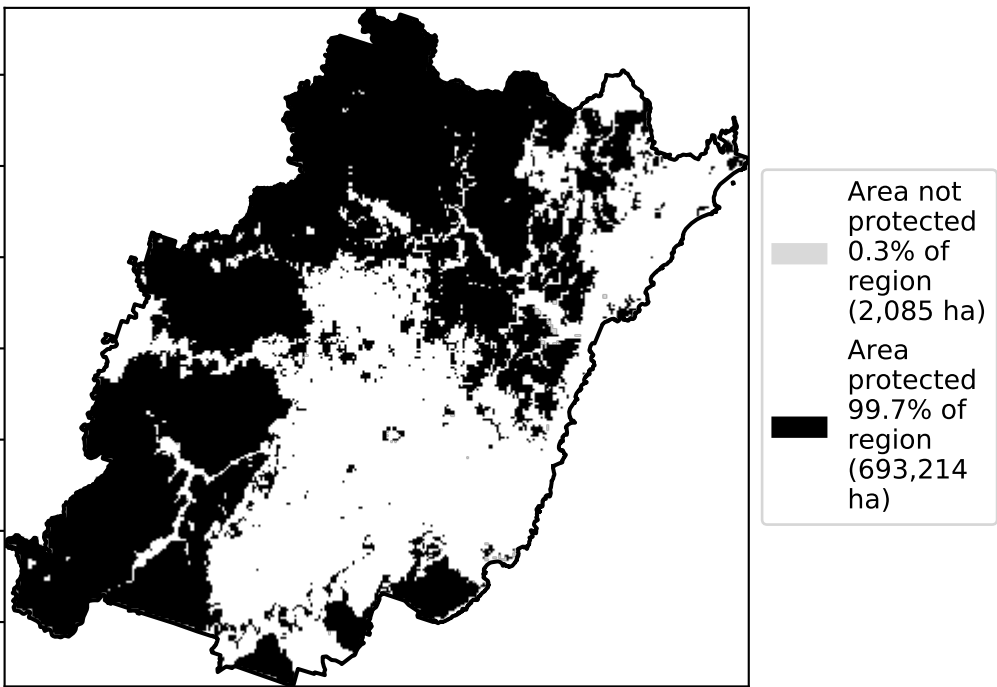 Area not
protected
0.3% of
region
(2,085 ha)
Area
protected
99.7% of
region
(693,214
ha)